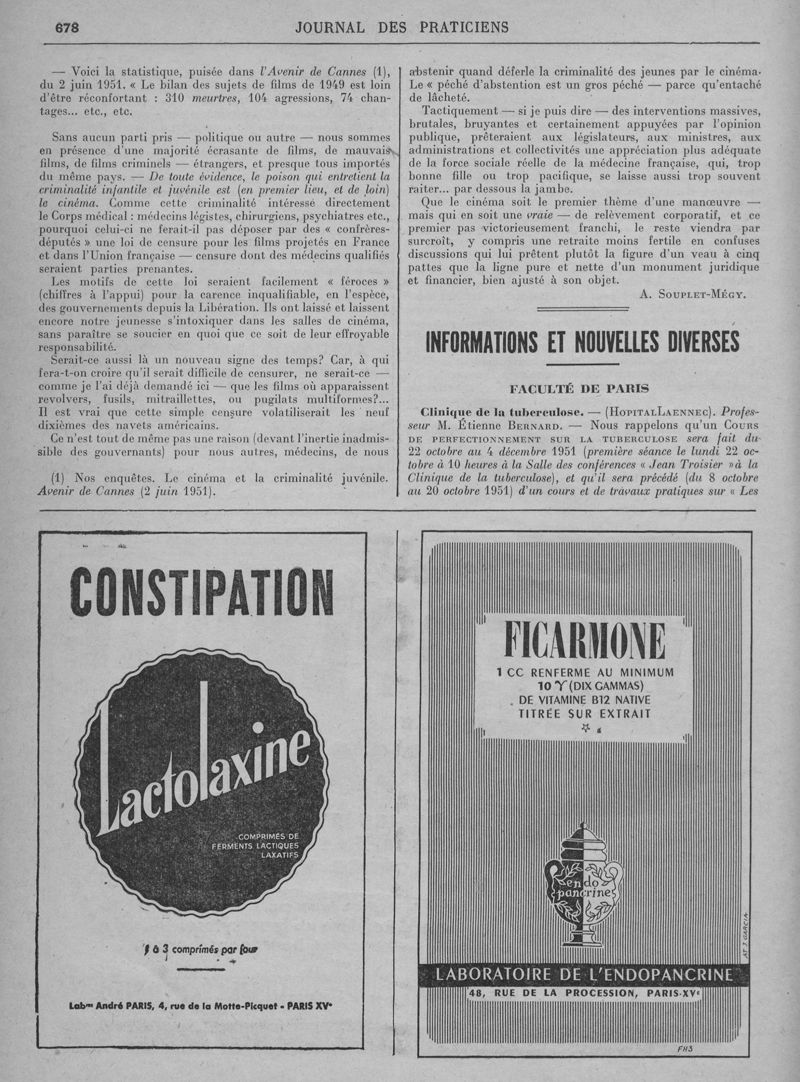 678
JOURNAL DES PRATICIENS
— Voici la statistique, puisée dans l'Avenir de Cannes (1),
du 2 juin 1951. « Le bilan des sujets de films de 1949 est loin
d'être réconfortant : 310 meurtres, 104 agressions, 74 chan-
tages... etc., etc.
Sans aucun parti pris — politique ou autre — nous sommes
en présence d'une majorité écrasante de films, de mauvais
films, de films criminels — étrangers, et presque tous importés
du même pays. — De toute évidence, le poison qui entretient la
criminalité infantile et juvénile est (en premier lieu, et de loin)
le cinéma. Comme cette criminalité intéresse directement
le Corps médical : médecins légistes, chirurgiens, psychiatres etc.,
pourquoi celui-ci ne ferait-il pas déposer par des « confrères-
députés » une loi de censure pour les films projetés en France
et dans l'Union française — censure dont des médecins qualifiés
seraient parties prenantes.
Les motifs de cette loi seraient facilement « féroces »
(chiffres à l'appui) pour la carence inqualifiable, en l'espèce,
des gouvernements depuis la Libération. Ils ont laissé et laissent
encore notre jeunesse s'intoxiquer dans les salles de cinéma,
sans paraître se soucier en quoi que ce soit de leur effroyable
responsabilité.
Serait-ce aussi là un nouveau signe des temps? Car, à qui
fera-t-on croire qu'il serait difficile de censurer, ne serait-ce —
comme je l'ai déjà demandé ici — que les films où apparaissent
revolvers, fusils, mitraillettes, ou pugilats multiformes?...
Il est vrai que cette simple censure volatiliserait les neuf
dixièmes des navets américains.
Ce n'est tout de même pas une raison (devant l'inertie inadmis-
sible des gouvernants) pour nous autres, médecins, de nous
(1) Nos enquêtes. Le cinéma et la criminalité juvénile.
Avenir de Cannes (2 juin 1951).
abstenir quand déferle la criminalité des jeunes par le cinéma.
Le « péché d'abstention est un gros péché — parce qu'entaché
de lâcheté.
Tactiquement — si je puis dire — des interventions massives,
brutales, bruyantes et certainement appuyées par l'opinion
publique, prêteraient aux législateurs, aux ministres, aux
administrations et collectivités une appréciation plus adéquate
de la force sociale réelle de la médecine française, qui, trop
bonne fille ou trop pacifique, se laisse aussi trop souvent
raiter... par dessous la jambe.
Que le cinéma soit le premier thème d'une manœuvre —
mais qui en soit une vraie — de relèvement corporatif, et ce
premier pas victorieusement franchi, le reste viendra par
surcroît, y compris une retraite moins fertile en confuses
discussions qui lui prêtent plutôt la figure d'un veau à cinq
pattes que la ligne pure et nette d'un monument juridique
et financier, bien ajusté à son objet.
A. SOUPLET-MÉGY.
INFORMATIONS ET NOUVELLES DIVERSES
FACULTÉ DE PARIS
Clinique de la tuberculose. — (HOPITAL LAENNEC). Profes-
seur M. Étienne BERNARD. — Nous rappelons qu'un COURS
DE PERFECTIONNEMENT SUR LA TUBERCULOSE sera fait du
22 octobre au 4 décembre 1951 (première séance le lundi 22 oc-
tobre à 10 heures à la Salle des conférences « Jean Troisier » à la
Clinique de la tuberculose), et qu'il sera précédé (du 8 octobre
au 20 octobre 1951) d'un cours et de travaux pratiques sur « Les
CONSTIPATION
Lactolaxine
COMPRIMÉS DE
FERMENTS LACTIQUES
LAXATIFS
1 à 3 comprimés par jour
Labres André PARIS, 4, rue de la Motte-Picquet - PARIS XVe
FICARMONE
1 CC RENFERME AU MINIMUM
10 γ (DIX GAMMAS)
DE VITAMINE B12 NATIVE
TITRÉE SUR EXTRAIT
endo
pancrine
AT. J. GARCIA
LABORATOIRE DE L'ENDOPANCRINE
48, RUE DE LA PROCESSION, PARIS-XVe
FH3